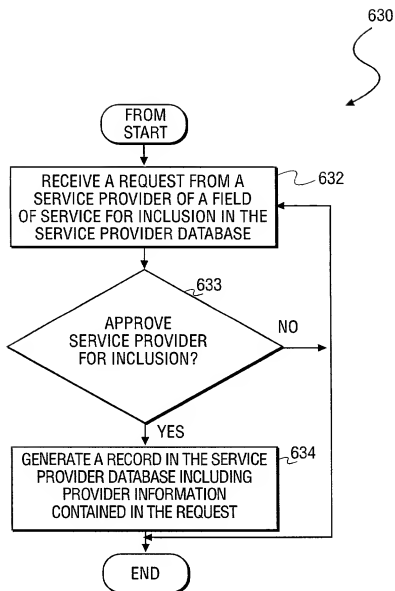 630
FROM
START
RECEIVE A REQUEST FROM A
SERVICE PROVIDER OF A FIELD
OF SERVICE FOR INCLUSION IN THE
SERVICE PROVIDER DATABASE
632
633
APPROVE
SERVICE PROVIDER
FOR INCLUSION?
NO
YES
GENERATE A RECORD IN THE SERVICE
PROVIDER DATABASE INCLUDING
PROVIDER INFORMATION
CONTAINED IN THE REQUEST
634
END